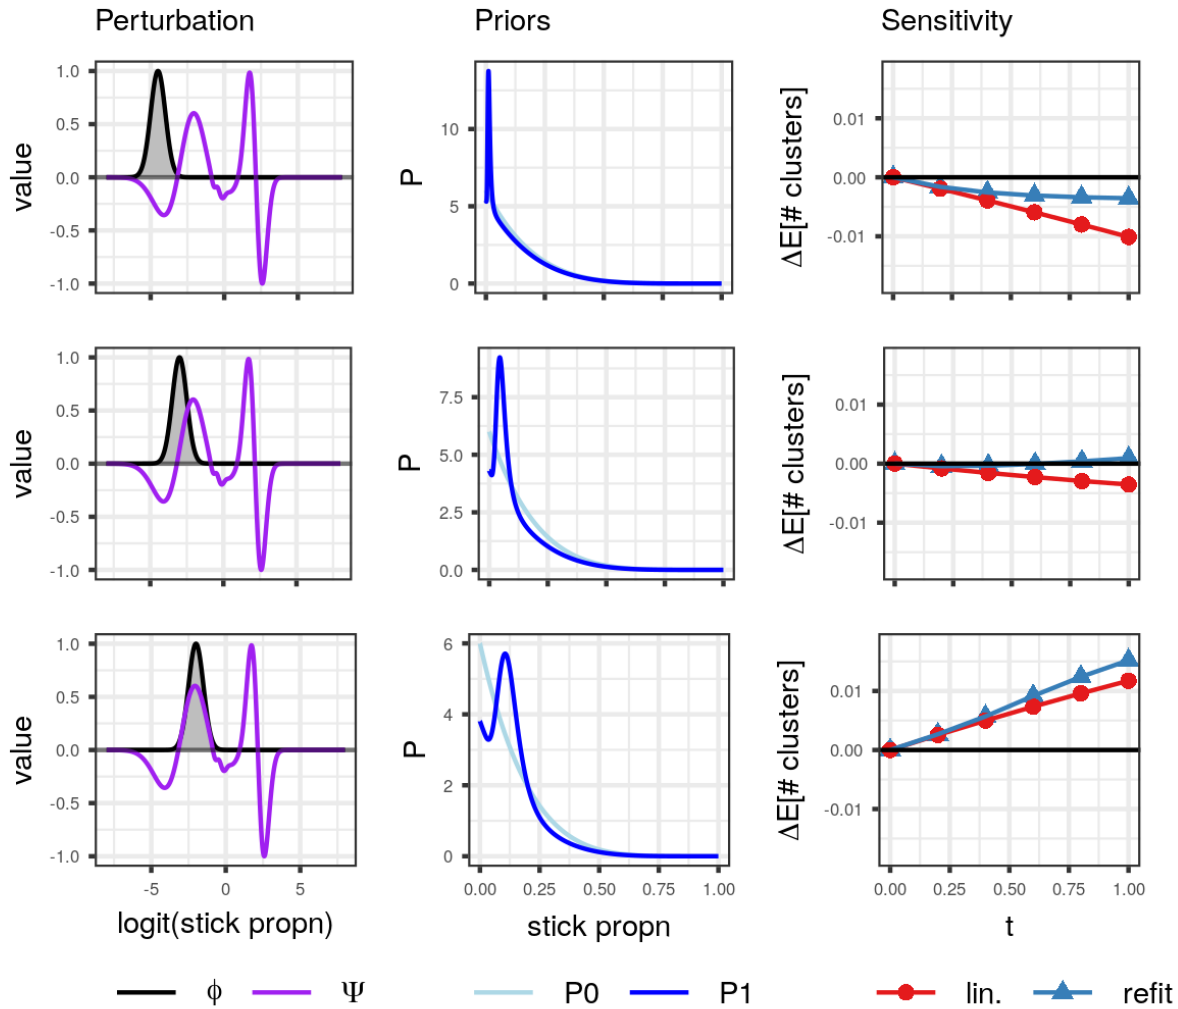 Perturbation Priors Sensitivity
value
1.0
0.5
0.0
-0.5
-1.0
P
10
5
0
ΔE[# clusters]
0.01
0.00
-0.01
value
1.0
0.5
0.0
-0.5
-1.0
P
7.5
5.0
2.5
0.0
ΔE[# clusters]
0.01
0.00
-0.01
value
1.0
0.5
0.0
-0.5
-1.0
P
6
4
2
0
ΔE[# clusters]
0.01
0.00
-0.01
-5 0 5
0.00 0.25 0.50 0.75 1.00
0.00 0.25 0.50 0.75 1.00
logit(stick propn) stick propn t
ϕ Ψ P0 P1 lin. refit